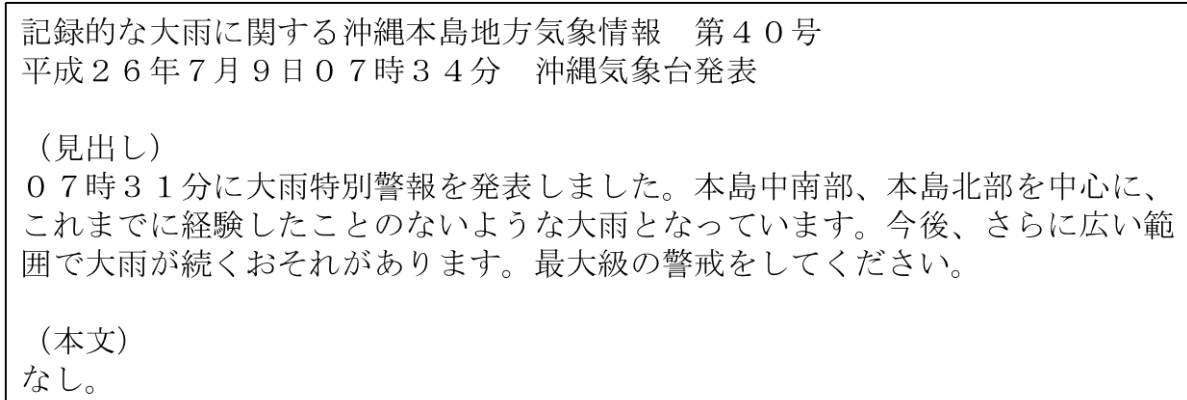 記録的な大雨に関する沖縄本島地方気象情報　第４０号
平成２６年７月９日０７時３４分　沖縄気象台発表
（見出し）
０７時３１分に大雨特別警報を発表しました。本島中南部、本島北部を中心に、
これまでに経験したことのないような大雨となっています。今後、さらに広い範
囲で大雨が続くおそれがあります。最大級の警戒をしてください。
（本文）
なし。